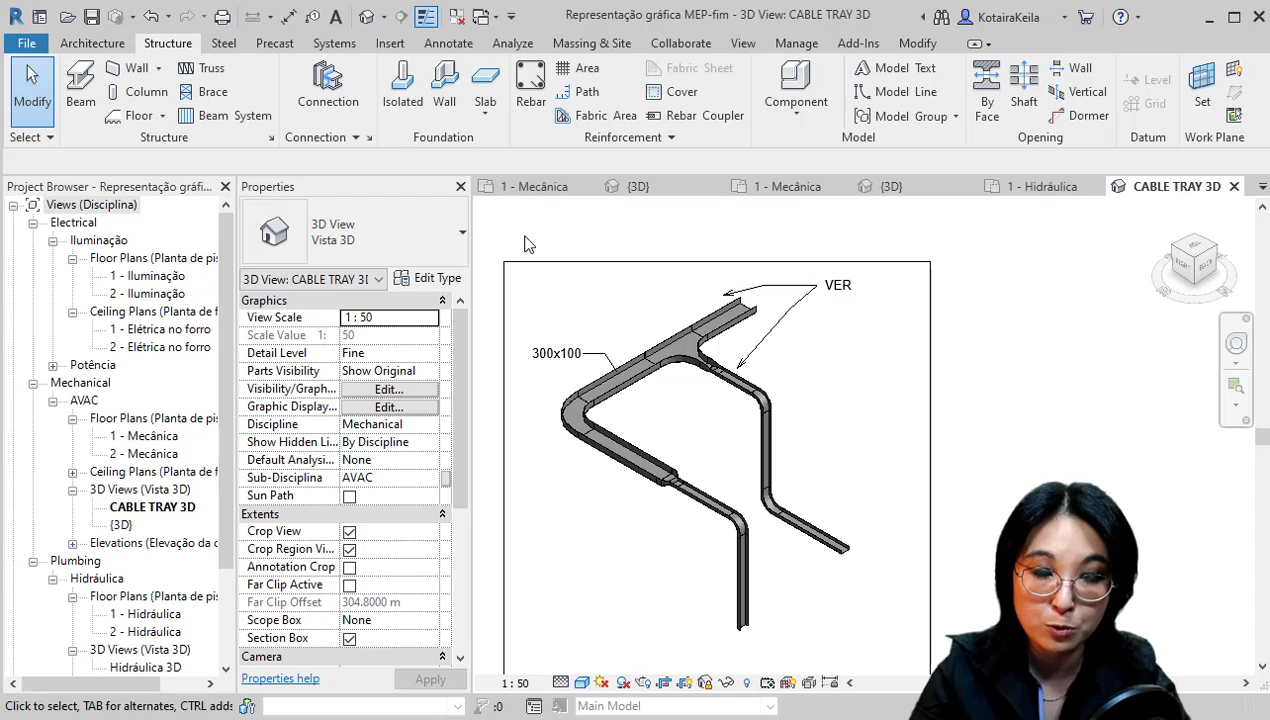 Representação gráfica MEP-fim - 3D View: CABLE TRAY 3D
KotairaKeila
File Architecture Structure Steel Precast Systems Insert Annotate Analyze Massing & Site Collaborate View Manage Add-Ins Modify
Modify
Select
Beam
Wall
Column
Floor
Truss
Brace
Beam System
Structure
Connection
Connection
Isolated
Wall
Slab
Foundation
Rebar
Area
Path
Fabric Area
Fabric Sheet
Cover
Rebar Coupler
Reinforcement
Component
Model Text
Model Line
Model Group
Model
By Face
Shaft
Wall
Vertical
Dormer
Opening
Level
Grid
Datum
Set
Work Plane
Project Browser - Representação gráfi...
Views (Disciplina)
Electrical
Iluminação
Floor Plans (Planta de pis
1 - Iluminação
2 - Iluminação
Ceiling Plans (Planta de f
1 - Elétrica no forro
2 - Elétrica no forro
Potência
Mechanical
AVAC
Floor Plans (Planta de pis
1 - Mecânica
2 - Mecânica
Ceiling Plans (Planta de f
3D Views (Vista 3D)
CABLE TRAY 3D
{3D}
Elevations (Elevação da c
Plumbing
Hidráulica
Floor Plans (Planta de pis
1 - Hidráulica
2 - Hidráulica
3D Views (Vista 3D)
Hidráulica 3D
Properties
3D View
Vista 3D
3D View: CABLE TRAY 3D
Edit Type
Graphics
View Scale 1 : 50
Scale Value 1: 50
Detail Level Fine
Parts Visibility Show Original
Visibility/Graph... Edit...
Graphic Display... Edit...
Discipline Mechanical
Show Hidden Li... By Discipline
Default Analysi... None
Sub-Discipline AVAC
Sun Path
Extents
Crop View
Crop Region Vi...
Annotation Crop
Far Clip Active
Far Clip Offset 304.8000 m
Scope Box None
Section Box
Camera
Properties help
Apply
1 - Mecânica {3D} 1 - Mecânica {3D} 1 - Hidráulica CABLE TRAY 3D
VER
300x100
BACK
1 : 50
Click to select, TAB for alternates, CTRL adds
:0
Main Model